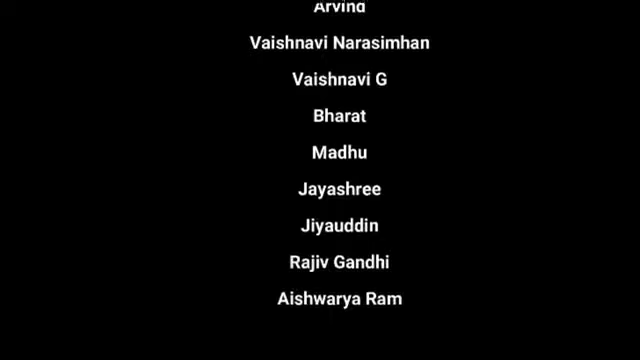 Arvind
Vaishnavi Narasimhan
Vaishnavi G
Bharat
Madhu
Jayashree
Jiyauddin
Rajiv Gandhi
Aishwarya Ram